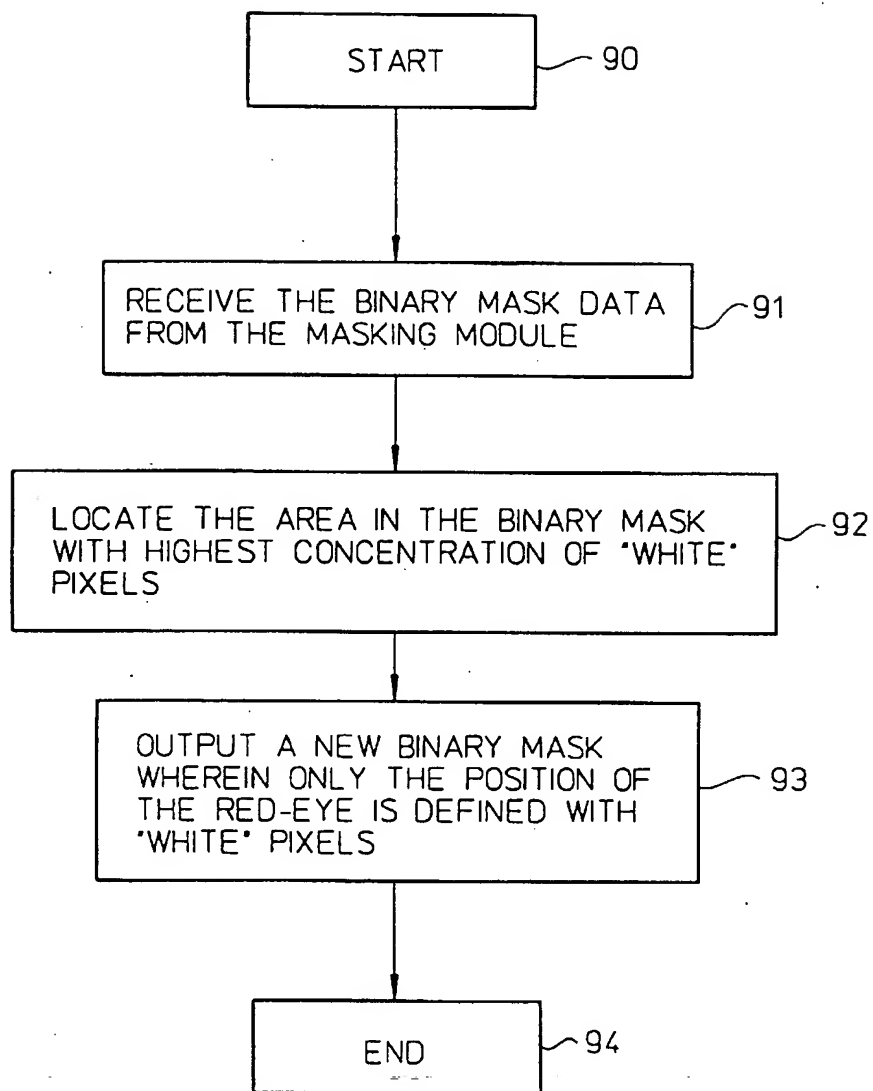 START
90
RECEIVE THE BINARY MASK DATA
FROM THE MASKING MODULE
91
LOCATE THE AREA IN THE BINARY MASK
WITH HIGHEST CONCENTRATION OF "WHITE"
PIXELS
92
OUTPUT A NEW BINARY MASK
WHEREIN ONLY THE POSITION OF
THE RED-EYE IS DEFINED WITH
"WHITE" PIXELS
93
END
94